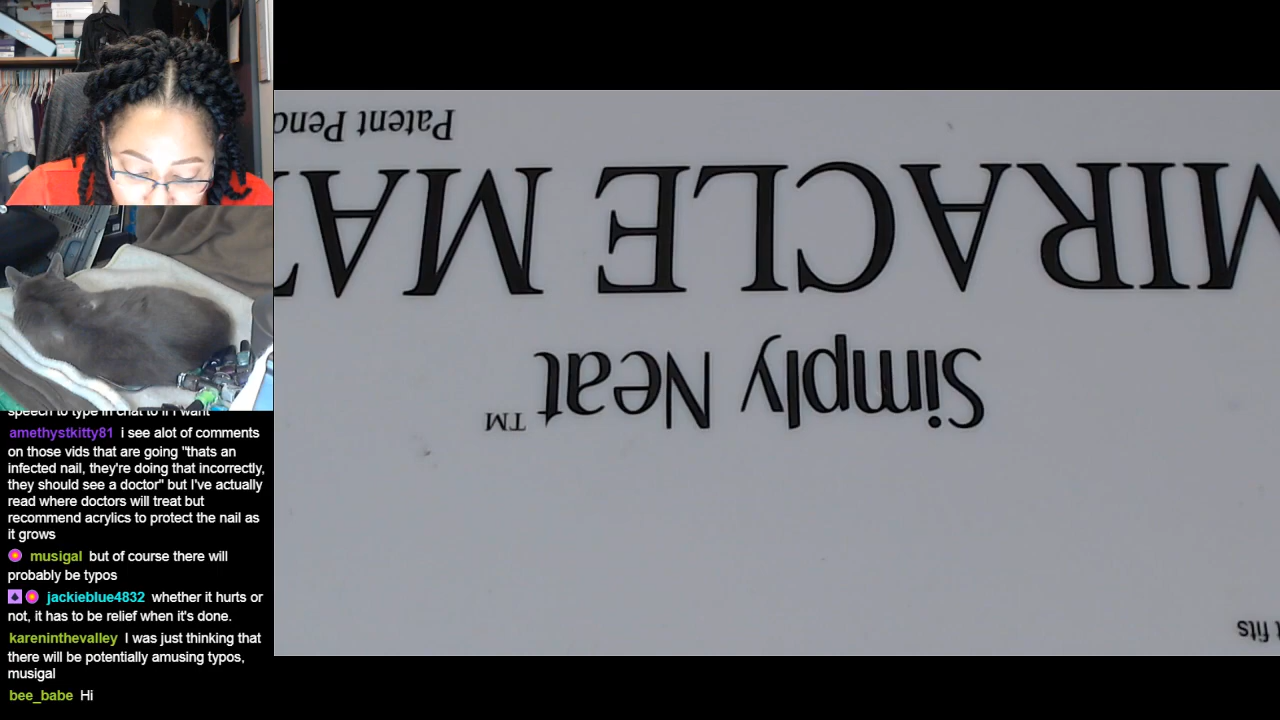 speech to type in chat to if I want
amethystkitty81 i see alot of comments
on those vids that are going "thats an
infected nail, they're doing that incorrectly,
they should see a doctor" but I've actually
read where doctors will treat but
recommend acrylics to protect the nail as
it grows
musigal but of course there will
probably be typos
jackieblue4832 whether it hurts or
not, it has to be relief when it's done.
kareninthevalley I was just thinking that
there will be potentially amusing typos,
musigal
bee_babe Hi
t fits
Simply Neat™
MIRACLE MA
Patent Pend